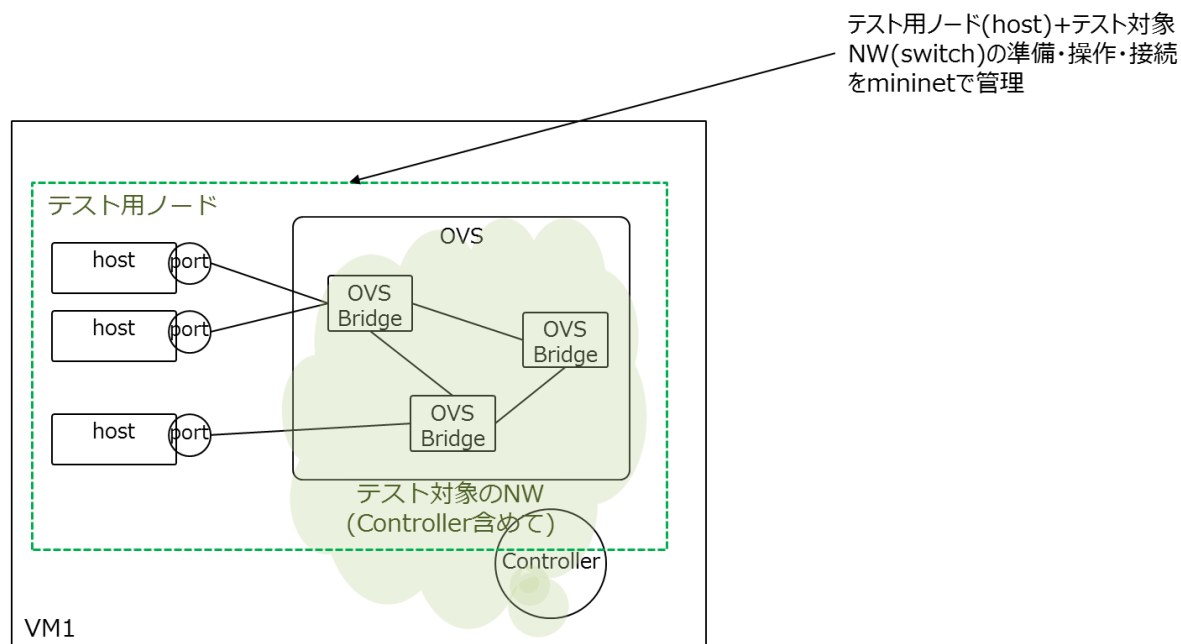 テスト用ノード(host)+テスト対象
NW(switch)の準備・操作・接続
をmininetで管理
テスト用ノード
OVS
host
port
OVS
Bridge
host
port
OVS
Bridge
OVS
Bridge
host
port
テスト対象のNW
(Controller含めて)
Controller
VM1